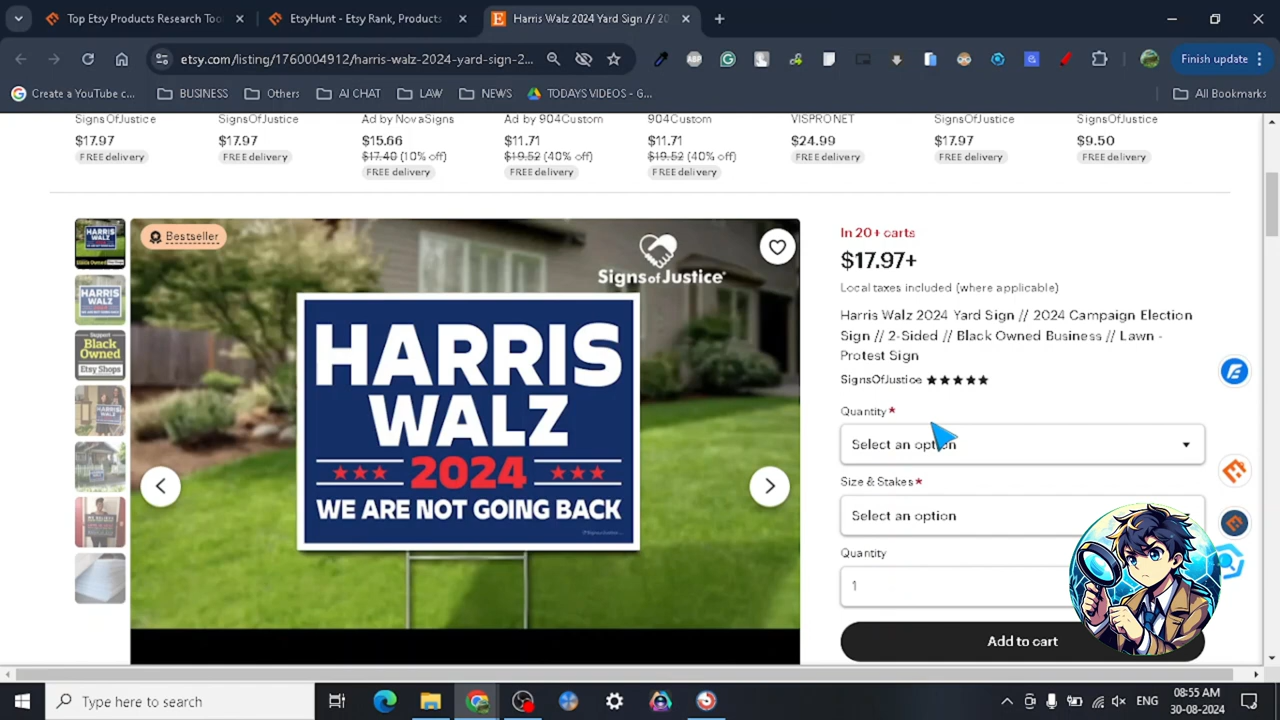 Top Etsy Products Research Too
EtsyHunt - Etsy Rank, Products
Harris Walz 2024 Yard Sign // 20
etsy.com/listing/1760004912/harris-walz-2024-yard-sign-2...
Finish update
Create a YouTube c...
BUSINESS
Others
AI CHAT
LAW
NEWS
TODAYS VIDEOS - G...
All Bookmarks
SignsOfJustice
SignsOfJustice
Ad by NovaSigns
Ad by 904Custom
904Custom
VISPRONET
SignsOfJustice
SignsOfJustice
$17.97
$17.97
$15.66
$11.71
$11.71
$24.99
$17.97
$9.50
FREE delivery
FREE delivery
$17.40 (10% off)
$19.52 (40% off)
$19.52 (40% off)
FREE delivery
FREE delivery
FREE delivery
FREE delivery
FREE delivery
FREE delivery
Bestseller
SignsofJustice
HARRIS
WALZ
2024
WE ARE NOT GOING BACK
HARRIS
WALZ
HARRIS
WALZ
Support
Black
Owned
Etsy Shops
In 20+ carts
$17.97+
Local taxes included (where applicable)
Harris Walz 2024 Yard Sign // 2024 Campaign Election
Sign // 2-Sided // Black Owned Business // Lawn -
Protest Sign
SignsOfJustice ★★★★★
Quantity *
Select an option
Size & Stakes *
Select an option
Quantity
1
Add to cart
Type here to search
ENG
08:55 AM
30-08-2024